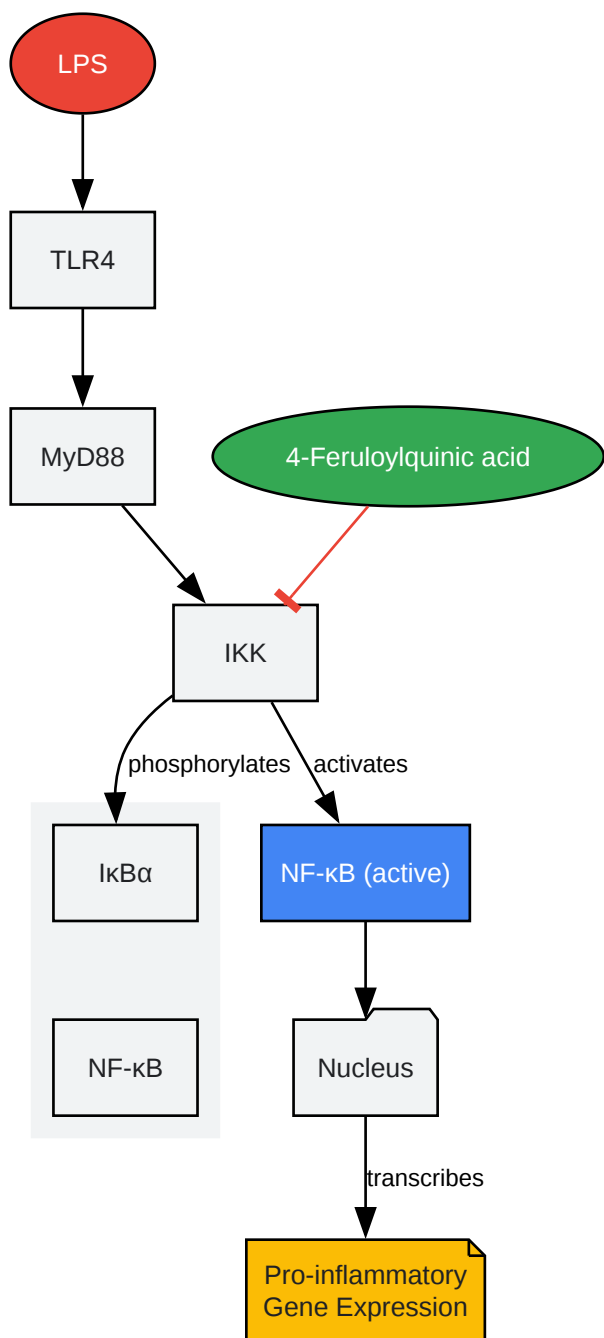 LPS
TLR4
MyD88
4-Feruloylquinic acid
IKK
phosphorylates
activates
IκBα
NF-κB (active)
NF-κB
Nucleus
transcribes
Pro-inflammatory
Gene Expression